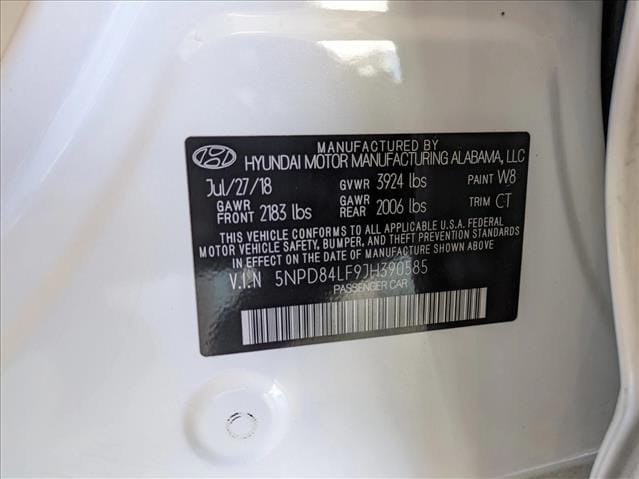 MANUFACTURED BY
HYUNDAI MOTOR MANUFACTURING ALABAMA, LLC
Jul/27/18 GVWR 3924 lbs PAINT W8
GAWR FRONT 2183 lbs GAWR REAR 2006 lbs TRIM CT
THIS VEHICLE CONFORMS TO ALL APPLICABLE U.S.A. FEDERAL
MOTOR VEHICLE SAFETY, BUMPER, AND THEFT PREVENTION STANDARDS
IN EFFECT ON THE DATE OF MANUFACTURE SHOWN ABOVE.
V.I.N 5NPD84LF9JH390585
PASSENGER CAR